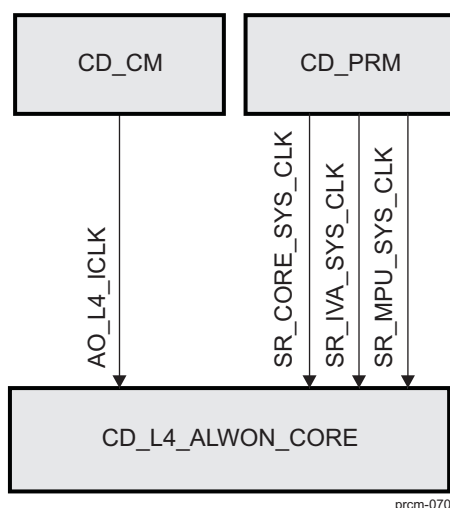 CD_CM
CD_PRM
AO_L4_ICLK
SR_CORE_SYS_CLK
SR_IVA_SYS_CLK
SR_MPU_SYS_CLK
CD_L4_ALWON_CORE
prcm-070